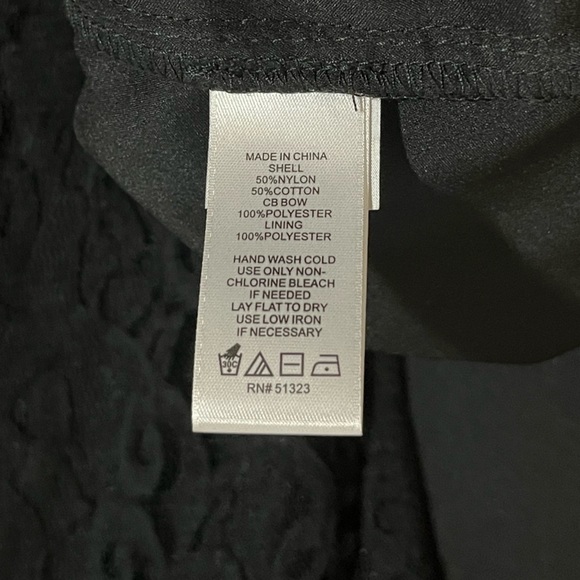 MADE IN CHINA
SHELL
50%NYLON
50%COTTON
CB BOW
100%POLYESTER
LINING
100%POLYESTER
HAND WASH COLD
USE ONLY NON-
CHLORINE BLEACH
IF NEEDED
LAY FLAT TO DRY
USE LOW IRON
IF NECESSARY
30C
RN# 51323